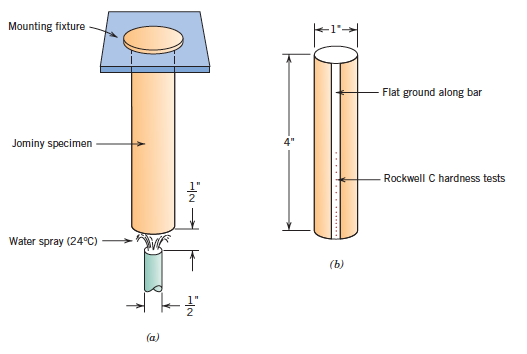 Mounting fixture
Jominy specimen
1"
2
Water spray (24°C)
1"
2
(a)
1"
Flat ground along bar
4"
Rockwell C hardness tests
(b)